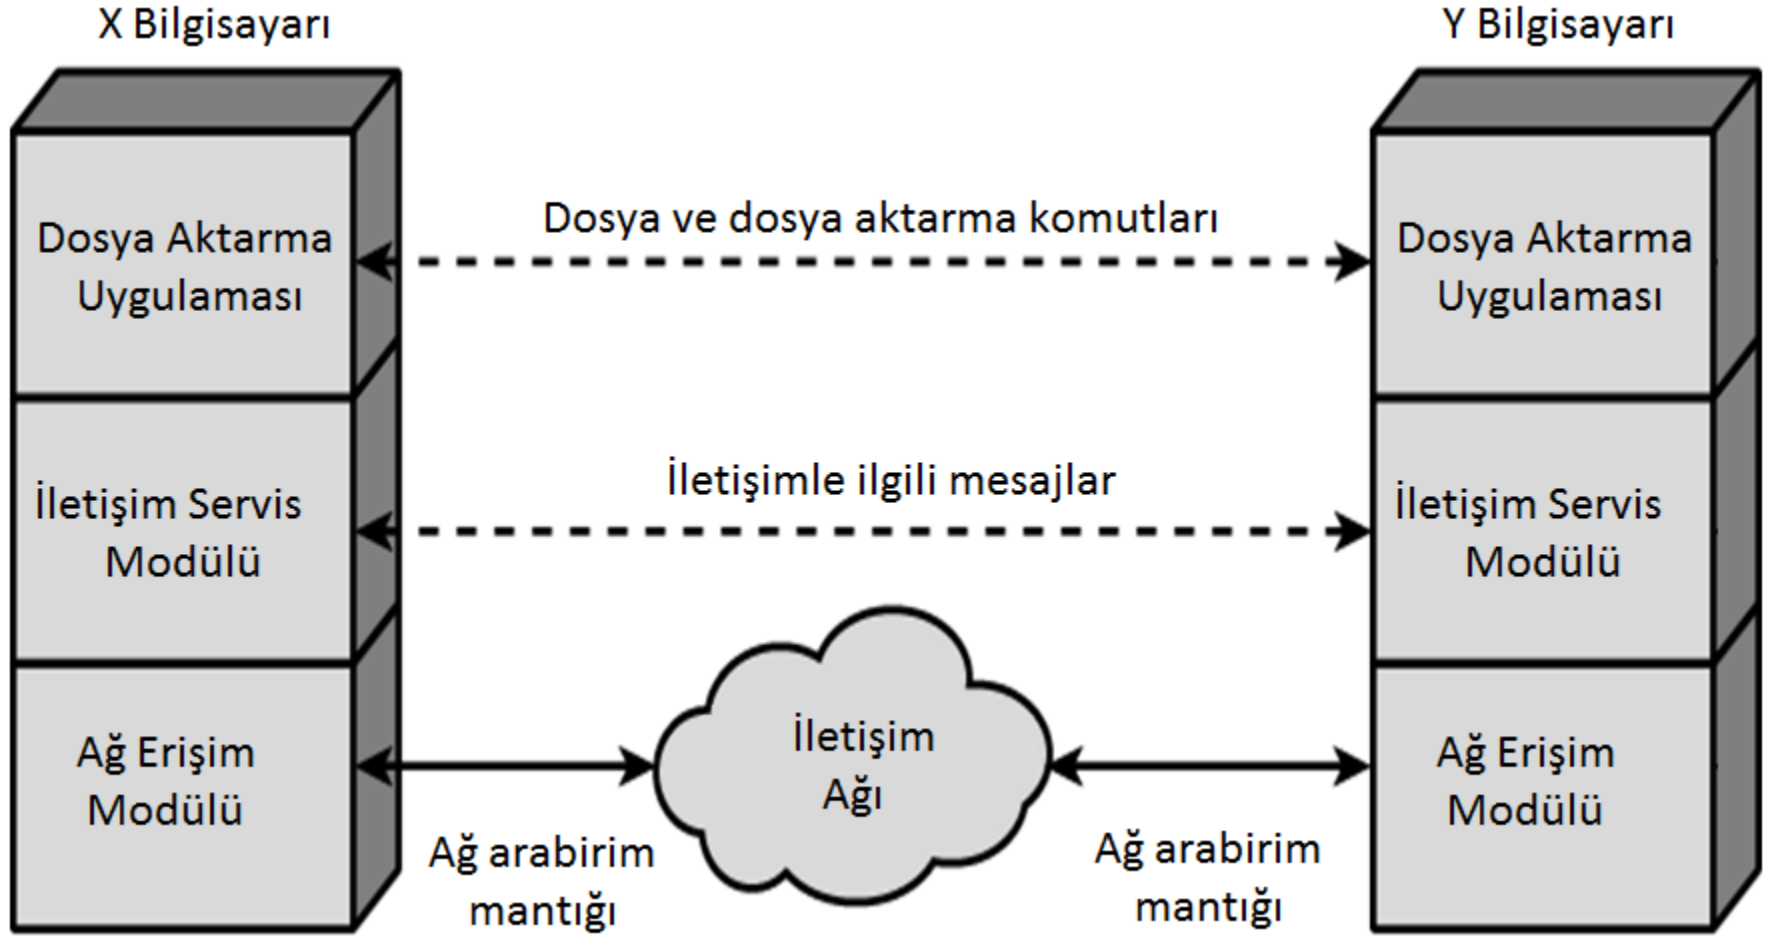 X Bilgisayarı
Y Bilgisayarı
Dosya Aktarma
Uygulaması
Dosya ve dosya aktarma komutları
Dosya Aktarma
Uygulaması
İletişim Servis
Modülü
İletişimle ilgili mesajlar
İletişim Servis
Modülü
Ağ Erişim
Modülü
Ağ arabirim
mantığı
İletişim
Ağı
Ağ arabirim
mantığı
Ağ Erişim
Modülü